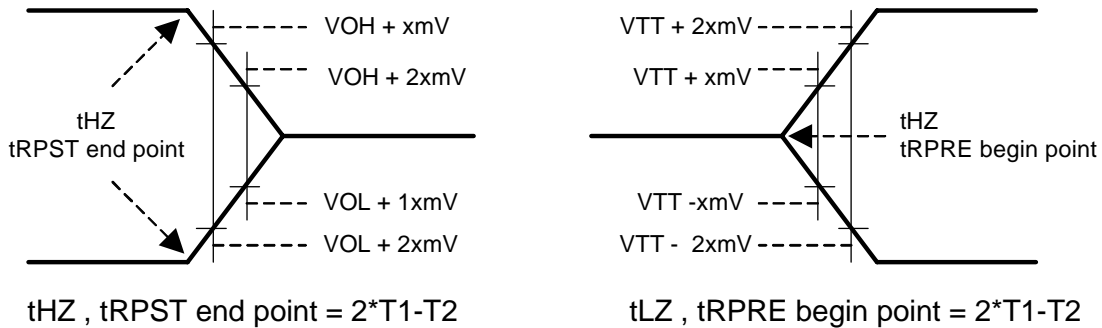 VOH + xmV
VOH + 2xmV
tHZ
tRPST end point
VOL + 1xmV
VOL + 2xmV
tHZ , tRPST end point = 2*T1-T2
VTT + 2xmV
VTT + xmV
tHZ
tRPRE begin point
VTT -xmV
VTT - 2xmV
tLZ , tRPRE begin point = 2*T1-T2